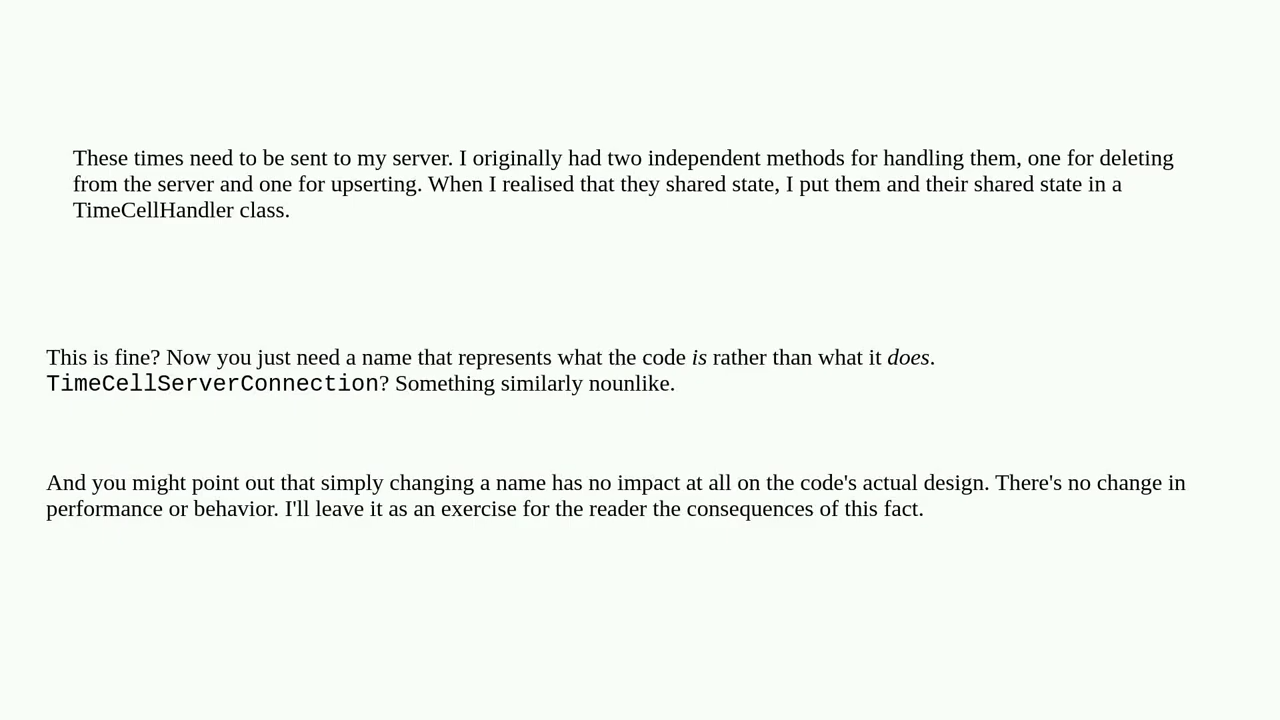 These times need to be sent to my server. I originally had two independent methods for handling them, one for deleting
from the server and one for upserting. When I realised that they shared state, I put them and their shared state in a
TimeCellHandler class.
This is fine? Now you just need a name that represents what the code is rather than what it does.
TimeCellServerConnection? Something similarly nounlike.
And you might point out that simply changing a name has no impact at all on the code's actual design. There's no change in
performance or behavior. I'll leave it as an exercise for the reader the consequences of this fact.